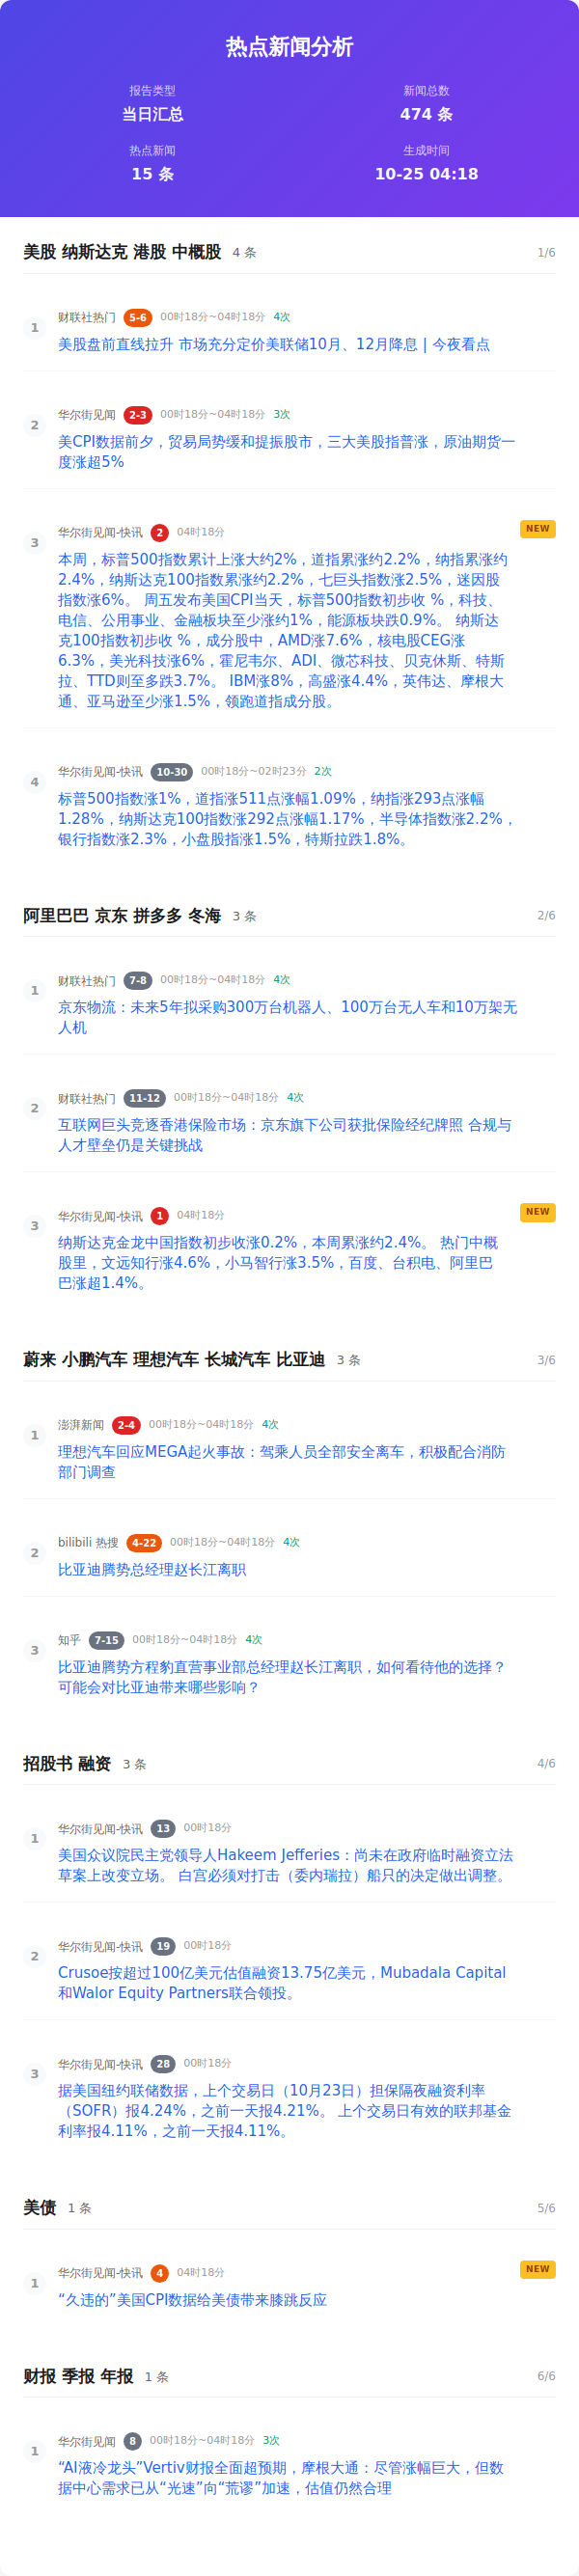 热点新闻分析
报告类型
当日汇总
新闻总数
474 条
热点新闻
15 条
生成时间
10-25 04:18
美股 纳斯达克 港股 中概股 4 条 1/6
1
财联社热门 5-6 00时18分~04时18分 4次
美股盘前直线拉升 市场充分定价美联储10月、12月降息 | 今夜看点
2
华尔街见闻 2-3 00时18分~04时18分 3次
美CPI数据前夕，贸易局势缓和提振股市，三大美股指普涨，原油期货一
度涨超5%
3
华尔街见闻-快讯 2 04时18分 NEW
本周，标普500指数累计上涨大约2%，道指累涨约2.2%，纳指累涨约
2.4%，纳斯达克100指数累涨约2.2%，七巨头指数涨2.5%，迷因股
指数涨6%。 周五发布美国CPI当天，标普500指数初步收 %，科技、
电信、公用事业、金融板块至少涨约1%，能源板块跌0.9%。 纳斯达
克100指数初步收 %，成分股中，AMD涨7.6%，核电股CEG涨
6.3%，美光科技涨6%，霍尼韦尔、ADI、微芯科技、贝克休斯、特斯
拉、TTD则至多跌3.7%。 IBM涨8%，高盛涨4.4%，英伟达、摩根大
通、亚马逊至少涨1.5%，领跑道指成分股。
4
华尔街见闻-快讯 10-30 00时18分~02时23分 2次
标普500指数涨1%，道指涨511点涨幅1.09%，纳指涨293点涨幅
1.28%，纳斯达克100指数涨292点涨幅1.17%，半导体指数涨2.2%，
银行指数涨2.3%，小盘股指涨1.5%，特斯拉跌1.8%。
阿里巴巴 京东 拼多多 冬海 3 条 2/6
1
财联社热门 7-8 00时18分~04时18分 4次
京东物流：未来5年拟采购300万台机器人、100万台无人车和10万架无
人机
2
财联社热门 11-12 00时18分~04时18分 4次
互联网巨头竞逐香港保险市场：京东旗下公司获批保险经纪牌照 合规与
人才壁垒仍是关键挑战
3
华尔街见闻-快讯 1 04时18分 NEW
纳斯达克金龙中国指数初步收涨0.2%，本周累涨约2.4%。 热门中概
股里，文远知行涨4.6%，小马智行涨3.5%，百度、台积电、阿里巴
巴涨超1.4%。
蔚来 小鹏汽车 理想汽车 长城汽车 比亚迪 3 条 3/6
1
澎湃新闻 2-4 00时18分~04时18分 4次
理想汽车回应MEGA起火事故：驾乘人员全部安全离车，积极配合消防
部门调查
2
bilibili 热搜 4-22 00时18分~04时18分 4次
比亚迪腾势总经理赵长江离职
3
知乎 7-15 00时18分~04时18分 4次
比亚迪腾势方程豹直营事业部总经理赵长江离职，如何看待他的选择？
可能会对比亚迪带来哪些影响？
招股书 融资 3 条 4/6
1
华尔街见闻-快讯 13 00时18分
美国众议院民主党领导人Hakeem Jefferies：尚未在政府临时融资立法
草案上改变立场。 白宫必须对打击（委内瑞拉）船只的决定做出调整。
2
华尔街见闻-快讯 19 00时18分
Crusoe按超过100亿美元估值融资13.75亿美元，Mubadala Capital
和Walor Equity Partners联合领投。
3
华尔街见闻-快讯 28 00时18分
据美国纽约联储数据，上个交易日（10月23日）担保隔夜融资利率
（SOFR）报4.24%，之前一天报4.21%。 上个交易日有效的联邦基金
利率报4.11%，之前一天报4.11%。
美债 1 条 5/6
1
华尔街见闻-快讯 4 04时18分 NEW
“久违的”美国CPI数据给美债带来膝跳反应
财报 季报 年报 1 条 6/6
1
华尔街见闻 8 00时18分~04时18分 3次
“AI液冷龙头”Vertiv财报全面超预期，摩根大通：尽管涨幅巨大，但数
据中心需求已从“光速”向“荒谬”加速，估值仍然合理